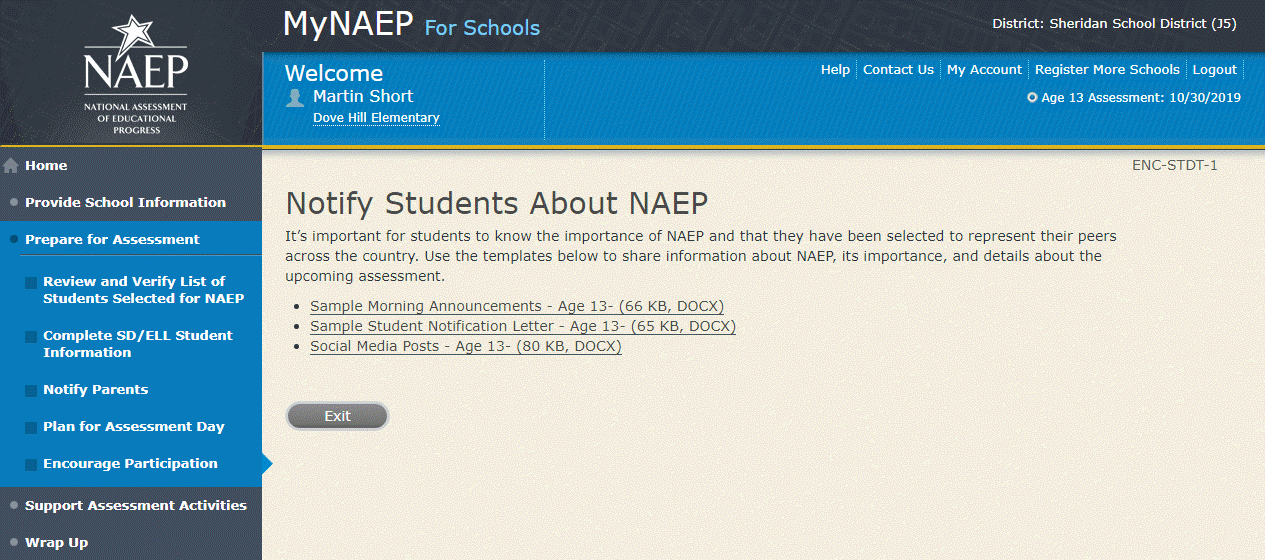 NAEP
NATIONAL ASSESSMENT
OF EDUCATIONAL
PROGRESS
MyNAEP For Schools
District: Sheridan School District (J5)
Welcome
Martin Short
Dove Hill Elementary
Help
Contact Us
My Account
Register More Schools
Logout
Age 13 Assessment: 10/30/2019
Home
Provide School Information
Prepare for Assessment
Review and Verify List of
Students Selected for NAEP
Complete SD/ELL Student
Information
Notify Parents
Plan for Assessment Day
Encourage Participation
Support Assessment Activities
Wrap Up
ENC-STDT-1
Notify Students About NAEP
It’s important for students to know the importance of NAEP and that they have been selected to represent their peers
across the country. Use the templates below to share information about NAEP, its importance, and details about the
upcoming assessment.
• Sample Morning Announcements - Age 13- (66 KB, DOCX)
• Sample Student Notification Letter - Age 13- (65 KB, DOCX)
• Social Media Posts - Age 13- (80 KB, DOCX)
Exit